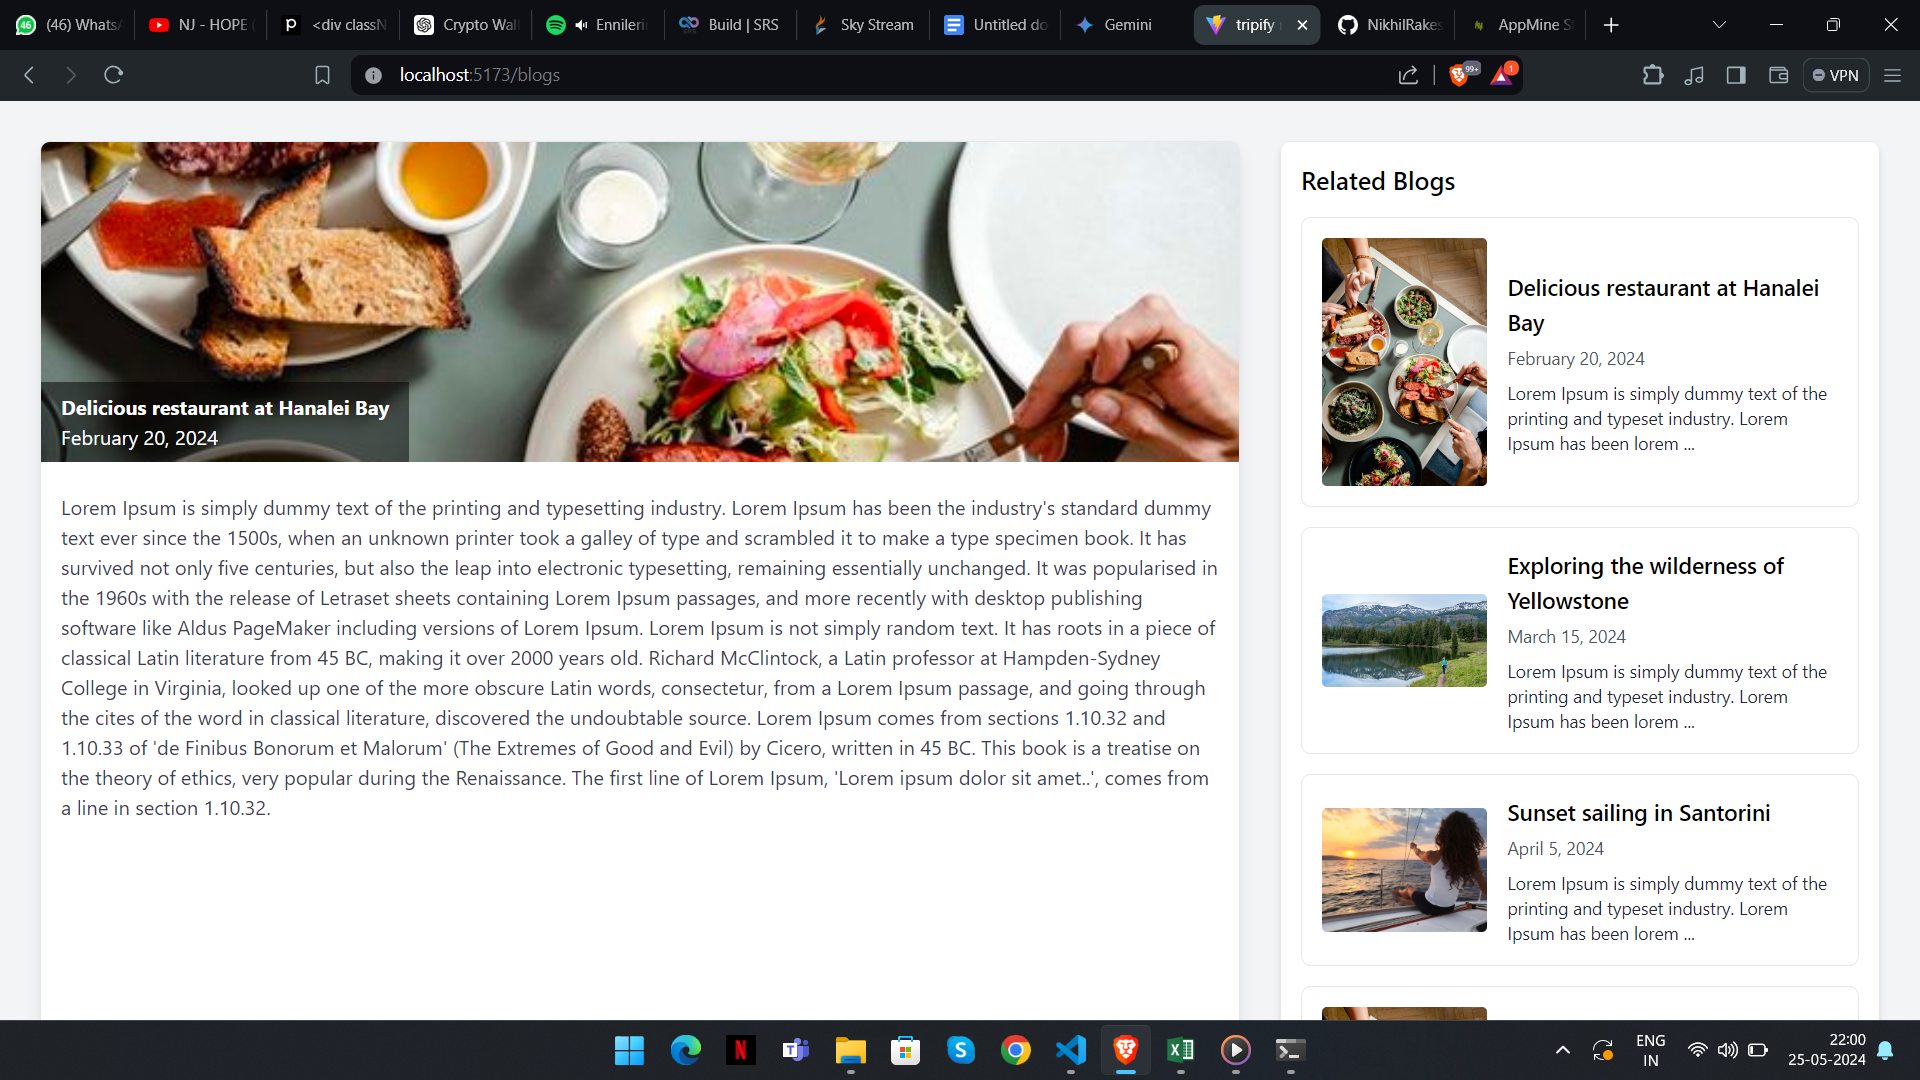 46
(46) WhatsA
NJ - HOPE (
<div classN
Crypto Wall
Ennilerin
Build | SRS
Sky Stream
Untitled do
Gemini
tripify
NikhilRakes
AppMine S
localhost:5173/blogs
99+
1
VPN
Delicious restaurant at Hanalei Bay
February 20, 2024
Lorem Ipsum is simply dummy text of the printing and typesetting industry. Lorem Ipsum has been the industry's standard dummy
text ever since the 1500s, when an unknown printer took a galley of type and scrambled it to make a type specimen book. It has
survived not only five centuries, but also the leap into electronic typesetting, remaining essentially unchanged. It was popularised in
the 1960s with the release of Letraset sheets containing Lorem Ipsum passages, and more recently with desktop publishing
software like Aldus PageMaker including versions of Lorem Ipsum. Lorem Ipsum is not simply random text. It has roots in a piece of
classical Latin literature from 45 BC, making it over 2000 years old. Richard McClintock, a Latin professor at Hampden-Sydney
College in Virginia, looked up one of the more obscure Latin words, consectetur, from a Lorem Ipsum passage, and going through
the cites of the word in classical literature, discovered the undoubtable source. Lorem Ipsum comes from sections 1.10.32 and
1.10.33 of 'de Finibus Bonorum et Malorum' (The Extremes of Good and Evil) by Cicero, written in 45 BC. This book is a treatise on
the theory of ethics, very popular during the Renaissance. The first line of Lorem Ipsum, 'Lorem ipsum dolor sit amet..', comes from
a line in section 1.10.32.
Related Blogs
Delicious restaurant at Hanalei
Bay
February 20, 2024
Lorem Ipsum is simply dummy text of the
printing and typeset industry. Lorem
Ipsum has been lorem ...
Exploring the wilderness of
Yellowstone
March 15, 2024
Lorem Ipsum is simply dummy text of the
printing and typeset industry. Lorem
Ipsum has been lorem ...
Sunset sailing in Santorini
April 5, 2024
Lorem Ipsum is simply dummy text of the
printing and typeset industry. Lorem
Ipsum has been lorem ...
ENG
IN
22:00
25-05-2024